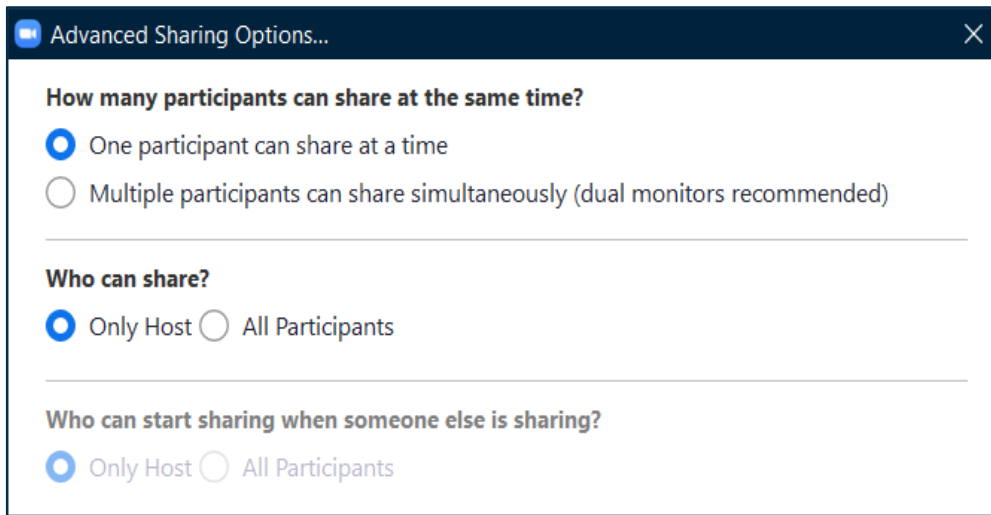 Advanced Sharing Options...
How many participants can share at the same time?
One participant can share at a time
Multiple participants can share simultaneously (dual monitors recommended)
Who can share?
Only Host All Participants
Who can start sharing when someone else is sharing?
Only Host All Participants